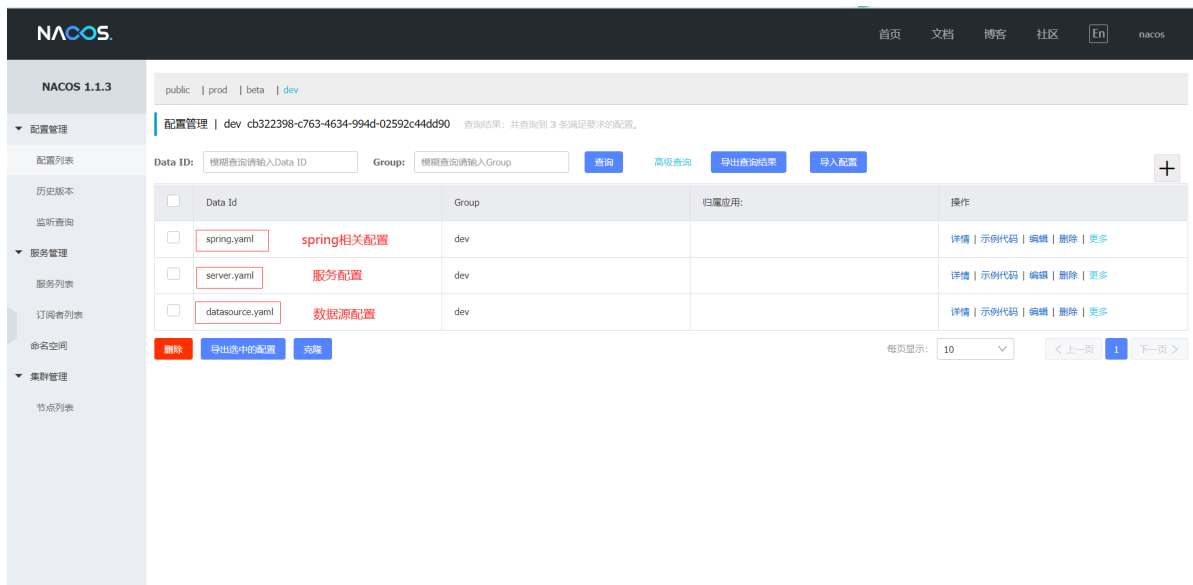 NACOS.
首页 文档 博客 社区 En nacos
NACOS 1.1.3
配置管理
配置列表
历史版本
监听查询
服务管理
服务列表
订阅者列表
命名空间
集群管理
节点列表
public | prod | beta | dev
配置管理 | dev cb322398-c763-4634-994d-02592c44dd90 查询结果：共查询到 3 条满足要求的配置。
Data ID: 模糊查询请输入Data ID Group: 模糊查询请输入Group 查询 高级查询 导出查询结果 导入配置 +
Data Id Group 归属应用: 操作
spring.yaml spring相关配置 dev 详情 | 示例代码 | 编辑 | 删除 | 更多
server.yaml 服务配置 dev 详情 | 示例代码 | 编辑 | 删除 | 更多
datasource.yaml 数据源配置 dev 详情 | 示例代码 | 编辑 | 删除 | 更多
删除 导出选中的配置 克隆 每页显示: 10 < 上一页 1 下一页 >